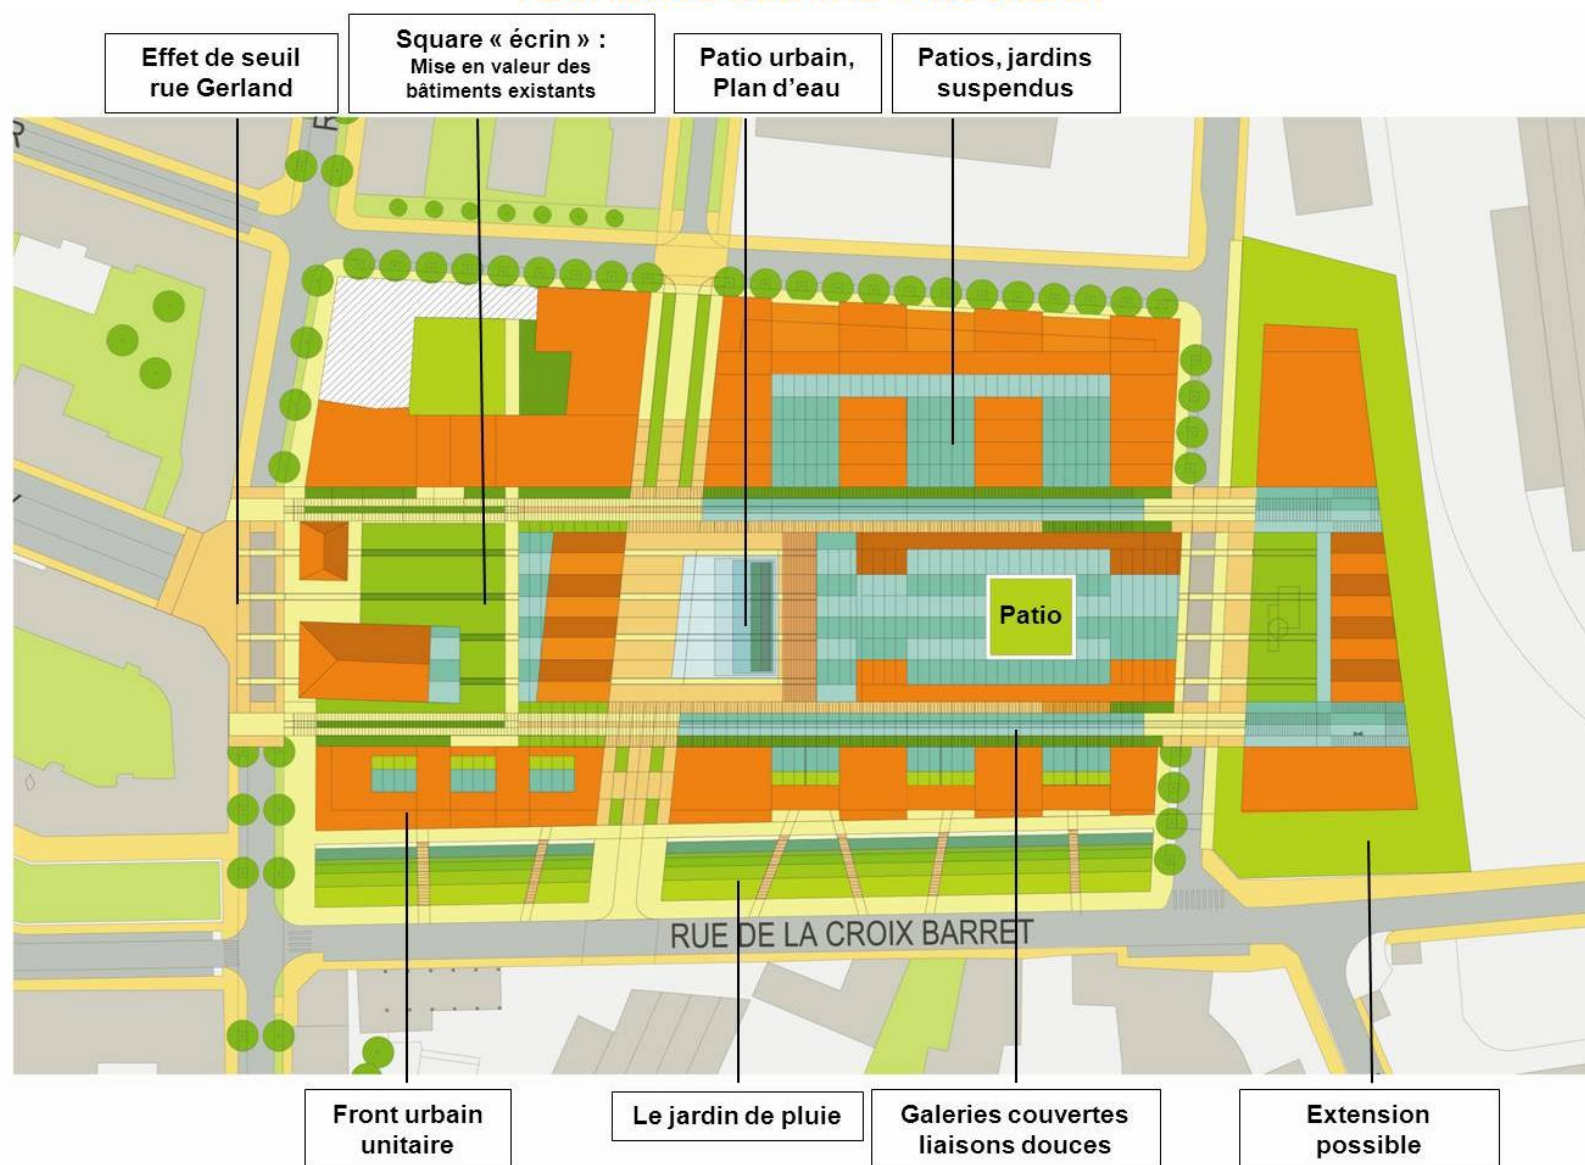 Effet de seuil
rue Gerland
Square « écrin » :
Mise en valeur des
bâtiments existants
Patio urbain,
Plan d’eau
Patios, jardins
suspendus
R
R
Patio
RUE DE LA CROIX BARRET
Front urbain
unitaire
Le jardin de pluie
Galeries couvertes
liaisons douces
Extension
possible